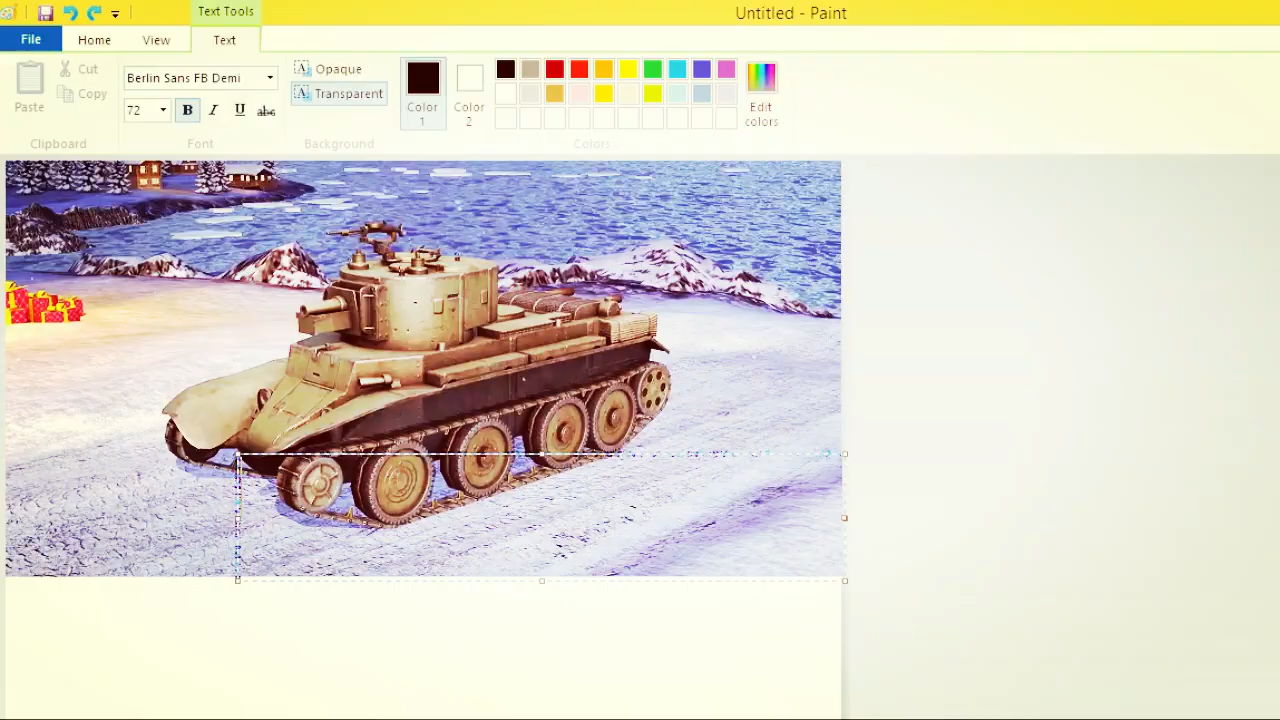 Text Tools
Untitled - Paint
File Home View Text
Paste
Cut
Copy
Clipboard
Berlin Sans FB Demi
72 B I U abc
Font
Opaque
Transparent
Background
Color 1
Color 2
Edit colors
Colors